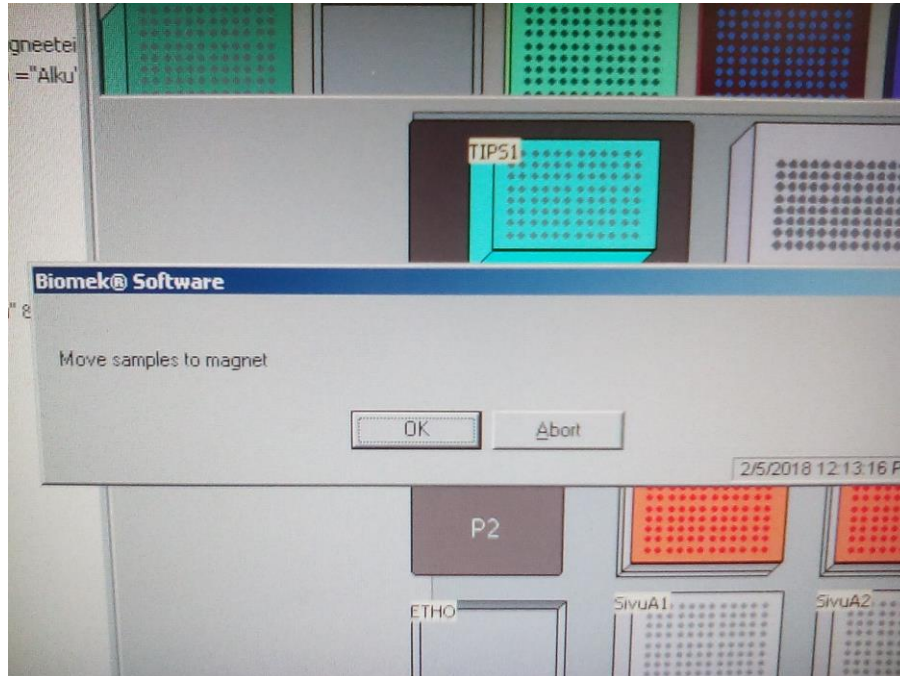 gneetei
="Alku"
TIPS1
Biomek® Software
" 8
Move samples to magnet
OK
Abort
2/5/2018 12:13:16 P
P2
ETHO
SivuA1
SivuA2